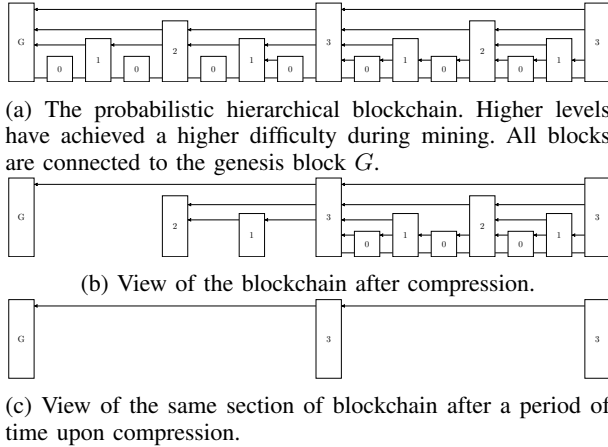 G 0 1 0 2 0 1 0 3 0 1 0 2 0 1 0 3
(a) The probabilistic hierarchical blockchain. Higher levels
have achieved a higher difficulty during mining. All blocks
are connected to the genesis block G.
G 2 1 3 0 1 0 2 0 1 3
(b) View of the blockchain after compression.
G 3 3
(c) View of the same section of blockchain after a period of
time upon compression.